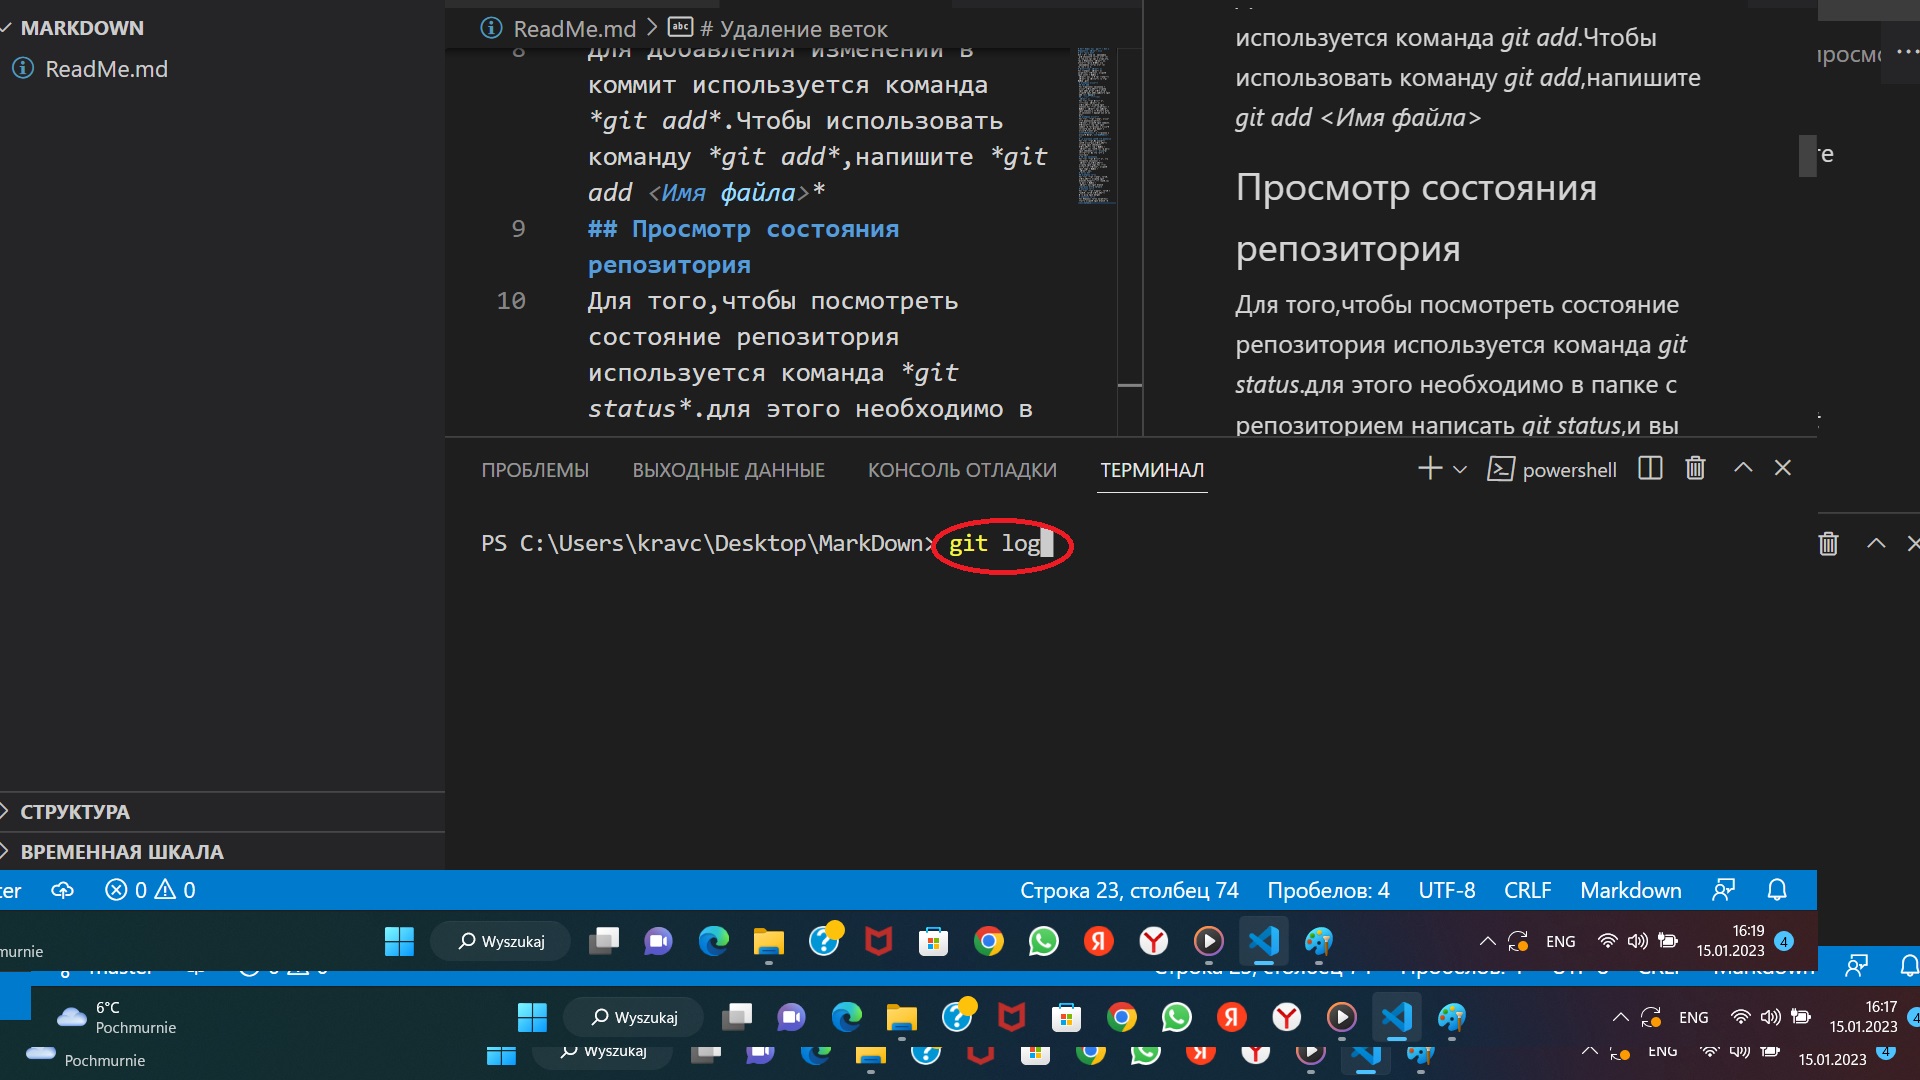 MARKDOWN
ReadMe.md
ReadMe.md > # Удаление веток
8 Для добавления изменений в
коммит используется команда
*git add*.Чтобы использовать
команду *git add*,напишите *git
add <Имя файла>*
9 ## Просмотр состояния
репозитория
10 Для того,чтобы посмотреть
состояние репозитория
используется команда *git
status*.для этого необходимо в
используется команда git add.Чтобы
использовать команду git add,напишите
git add <Имя файла>
Просмотр состояния
репозитория
Для того,чтобы посмотреть состояние
репозитория используется команда git
status.для этого необходимо в папке с
репозиторием написать git status,и вы
ПРОБЛЕМЫ ВЫХОДНЫЕ ДАННЫЕ КОНСОЛЬ ОТЛАДКИ ТЕРМИНАЛ
powershell
PS C:\Users\kravc\Desktop\MarkDown> git log
СТРУКТУРА
ВРЕМЕННАЯ ШКАЛА
ter 0 0 Строка 23, столбец 74 Пробелов: 4 UTF-8 CRLF Markdown
murnie Wyszukaj ENG 16:19
15.01.2023 4
master 0 0 Markdown
6°C
Pochmurnie
Wyszukaj ENG 16:17
15.01.2023 4
Pochmurnie Wyszukaj ENG 15.01.2023 4